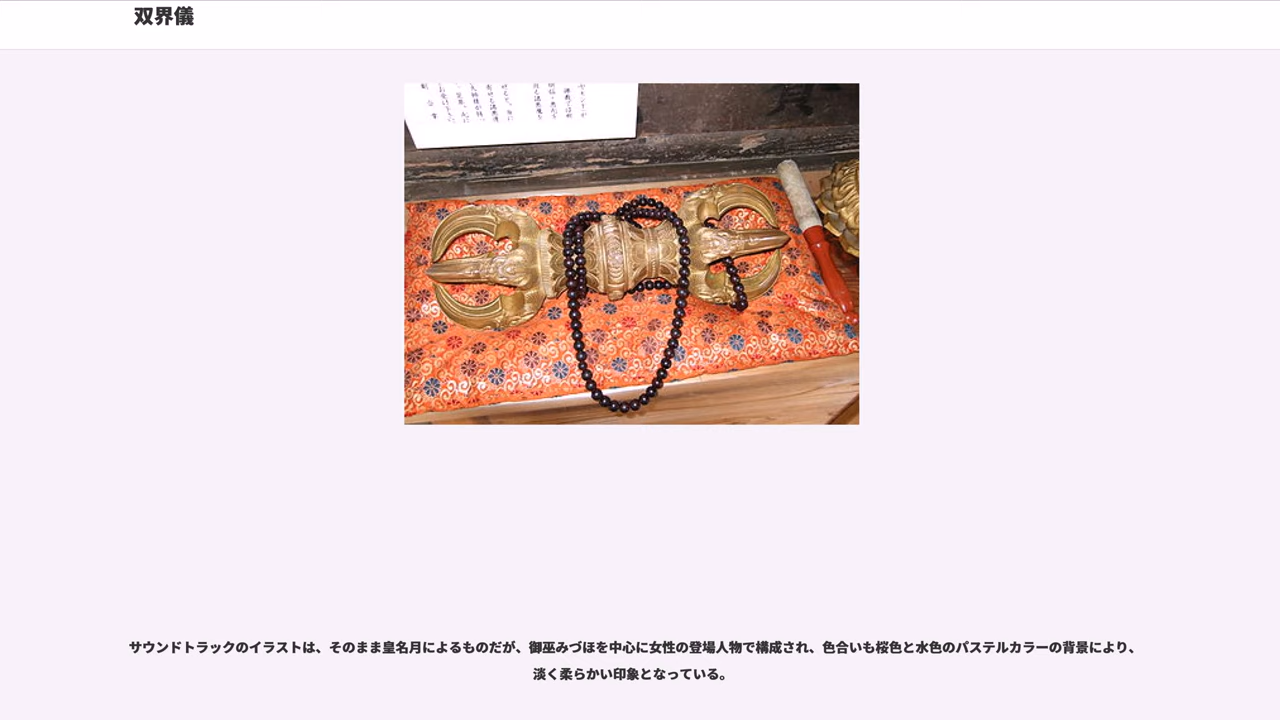 双界儀
サウンドトラックのイラストは、そのまま皇名月によるものだが、御巫みづほを中心に女性の登場人物で構成され、色合いも桜色と水色のパステルカラーの背景により、
淡く柔らかい印象となっている。